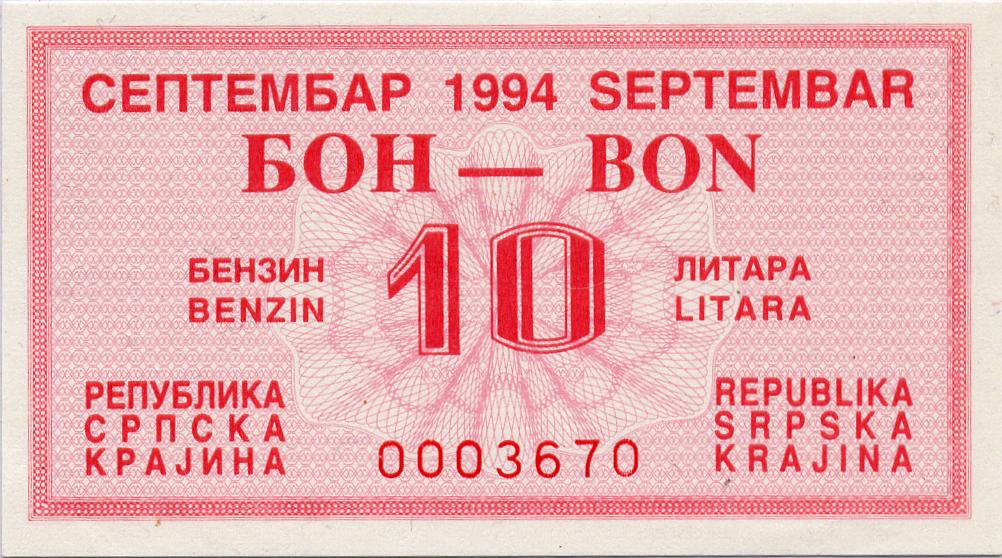 СЕПТЕМБАР 1994 SEPTEMBAR
БОН — BON
10
БЕНЗИН
BENZIN
ЛИТАРА
LITARA
РЕПУБЛИКА
СРПСКА
КРАЈИНА
0003670
REPUBLIKA
SRPSKA
KRAJINA